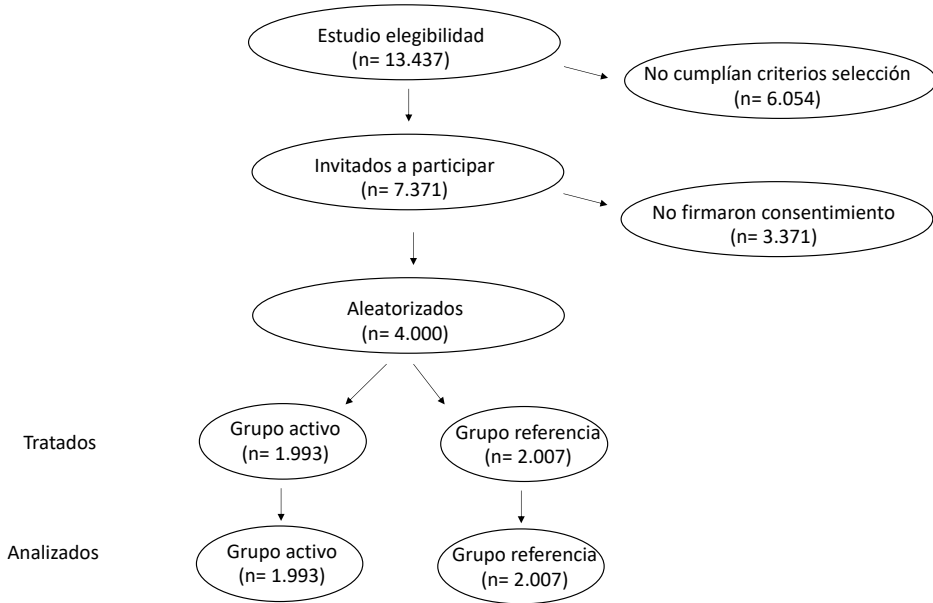 Estudio elegibilidad
(n= 13.437)
No cumplían criterios selección
(n= 6.054)
Invitados a participar
(n= 7.371)
No firmaron consentimiento
(n= 3.371)
Aleatorizados
(n= 4.000)
Tratados
Grupo activo
(n= 1.993)
Grupo referencia
(n= 2.007)
Analizados
Grupo activo
(n= 1.993)
Grupo referencia
(n= 2.007)